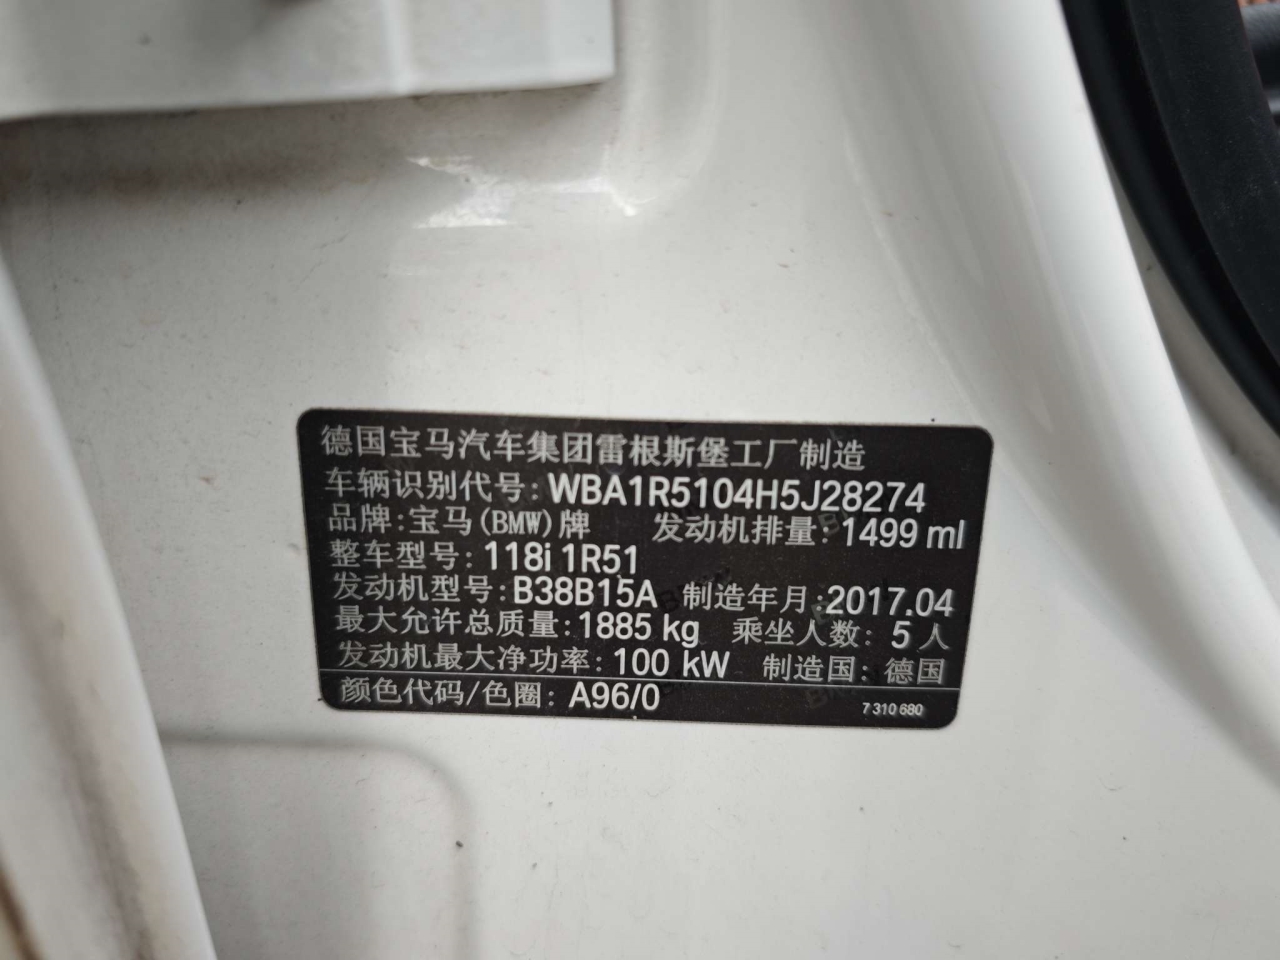 德国宝马汽车集团雷根斯堡工厂制造
车辆识别代号: WBA1R5104H5J28274
品牌: 宝马(BMW)牌 发动机排量: 1499 ml
整车型号: 118i 1R51
发动机型号: B38B15A 制造年月: 2017.04
最大允许总质量: 1885 kg 乘坐人数: 5 人
发动机最大净功率: 100 kW 制造国: 德国
颜色代码/色圈: A96/0 7 310 680